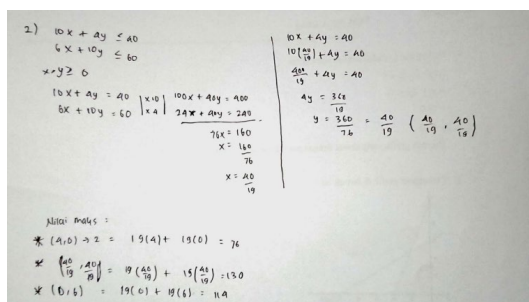 2) 10x + 4y ≤ 40
6x + 10y ≤ 60
x,y ≥ 0
10x + 4y = 40 | x10 | 100x + 40y = 400
6x + 10y = 60 | x4 | 24x + 40y = 240
76x = 160
x = 160/76
x = 40/19
10x + 4y = 40
10(40/19) + 4y = 40
400/19 + 4y = 40
4y = 360/19
y = 360/76 = 40/19 (40/19, 40/19)
Nilai maks :
* (4,0) → z = 19(4) + 19(0) = 76
* (40/19, 40/19) = 19(40/19) + 19(40/19) = 130
* (0,6) = 19(0) + 19(6) = 114